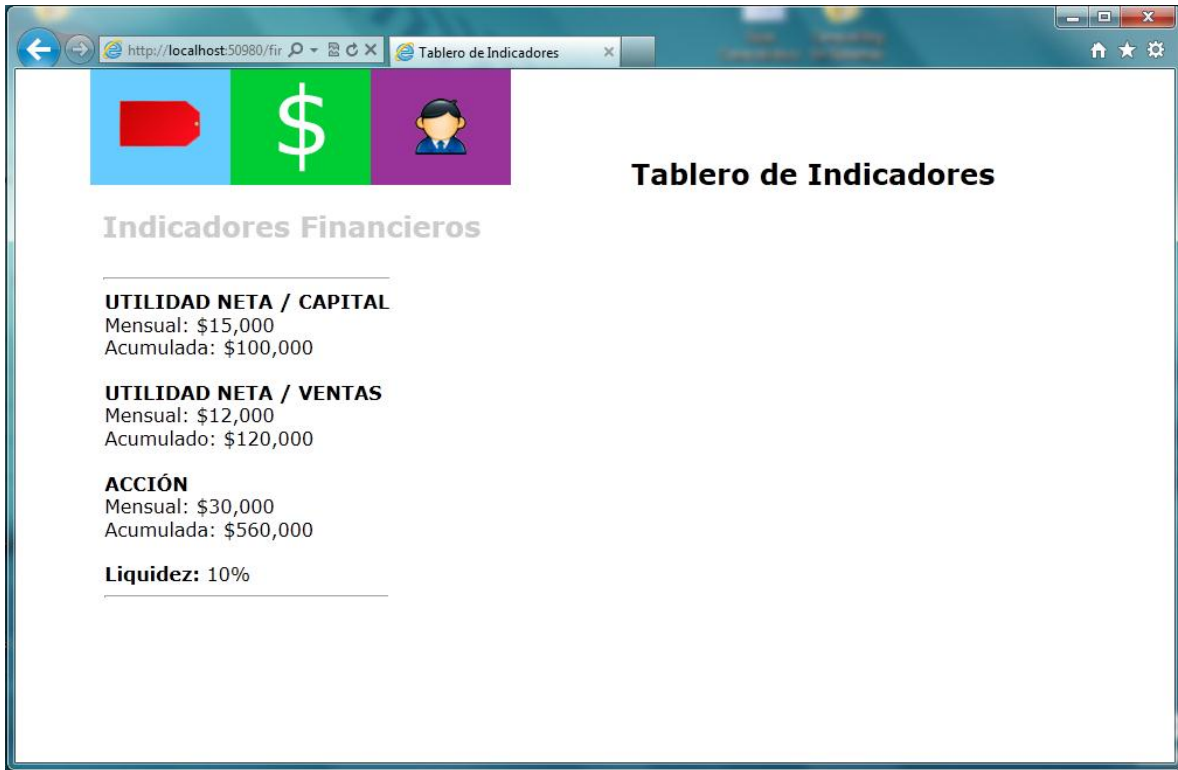 http://localhost:50980/fir
Tablero de Indicadores
$
Tablero de Indicadores
Indicadores Financieros
UTILIDAD NETA / CAPITAL
Mensual: $15,000
Acumulada: $100,000
UTILIDAD NETA / VENTAS
Mensual: $12,000
Acumulado: $120,000
ACCIÓN
Mensual: $30,000
Acumulada: $560,000
Liquidez: 10%